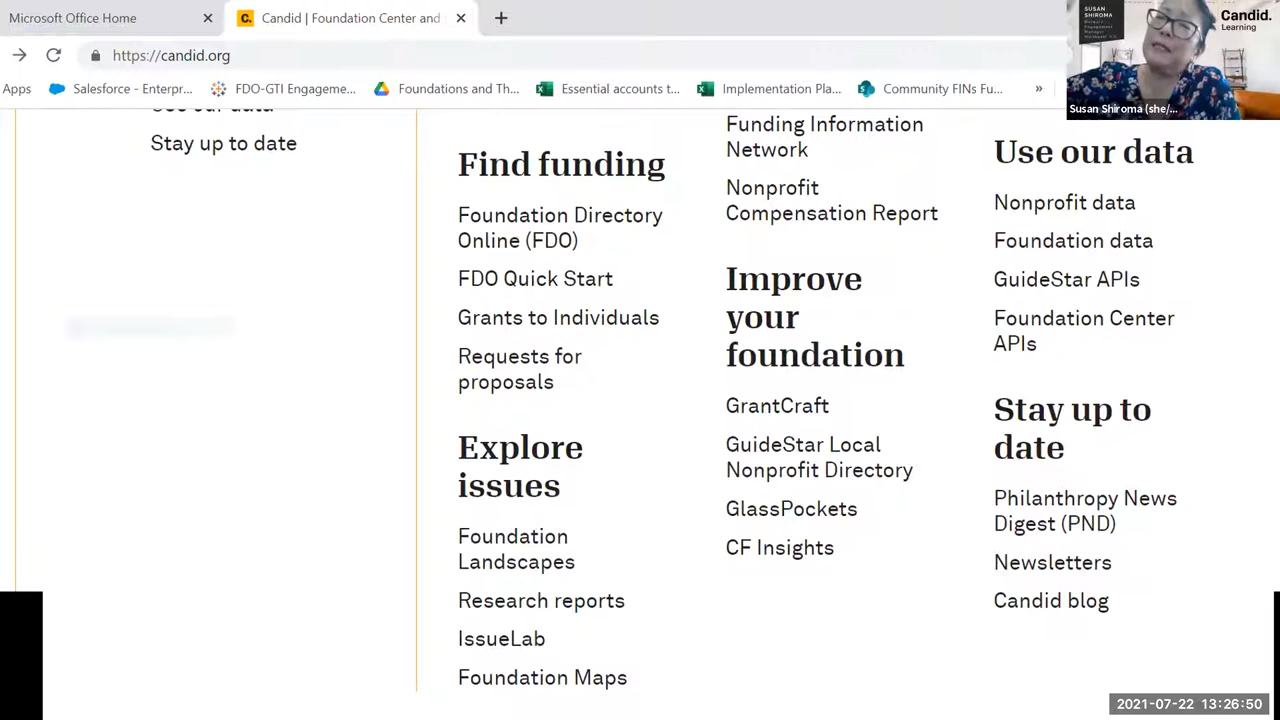 Microsoft Office Home
Candid | Foundation Center and
https://candid.org
Apps
Salesforce - Enterpr...
FDO-GTI Engageme...
Foundations and Th...
Essential accounts t...
Implementation Pla...
Community FINs Fu...
»
SUSAN
SHIROMA
Candid.
Learning
Susan Shiroma (she/...
See our data
Stay up to date
Find funding
Foundation Directory
Online (FDO)
FDO Quick Start
Grants to Individuals
Requests for
proposals
Explore
issues
Foundation
Landscapes
Research reports
IssueLab
Foundation Maps
Funding Information
Network
Nonprofit
Compensation Report
Improve
your
foundation
GrantCraft
GuideStar Local
Nonprofit Directory
GlassPockets
CF Insights
Use our data
Nonprofit data
Foundation data
GuideStar APIs
Foundation Center
APIs
Stay up to
date
Philanthropy News
Digest (PND)
Newsletters
Candid blog
2021-07-22 13:26:50